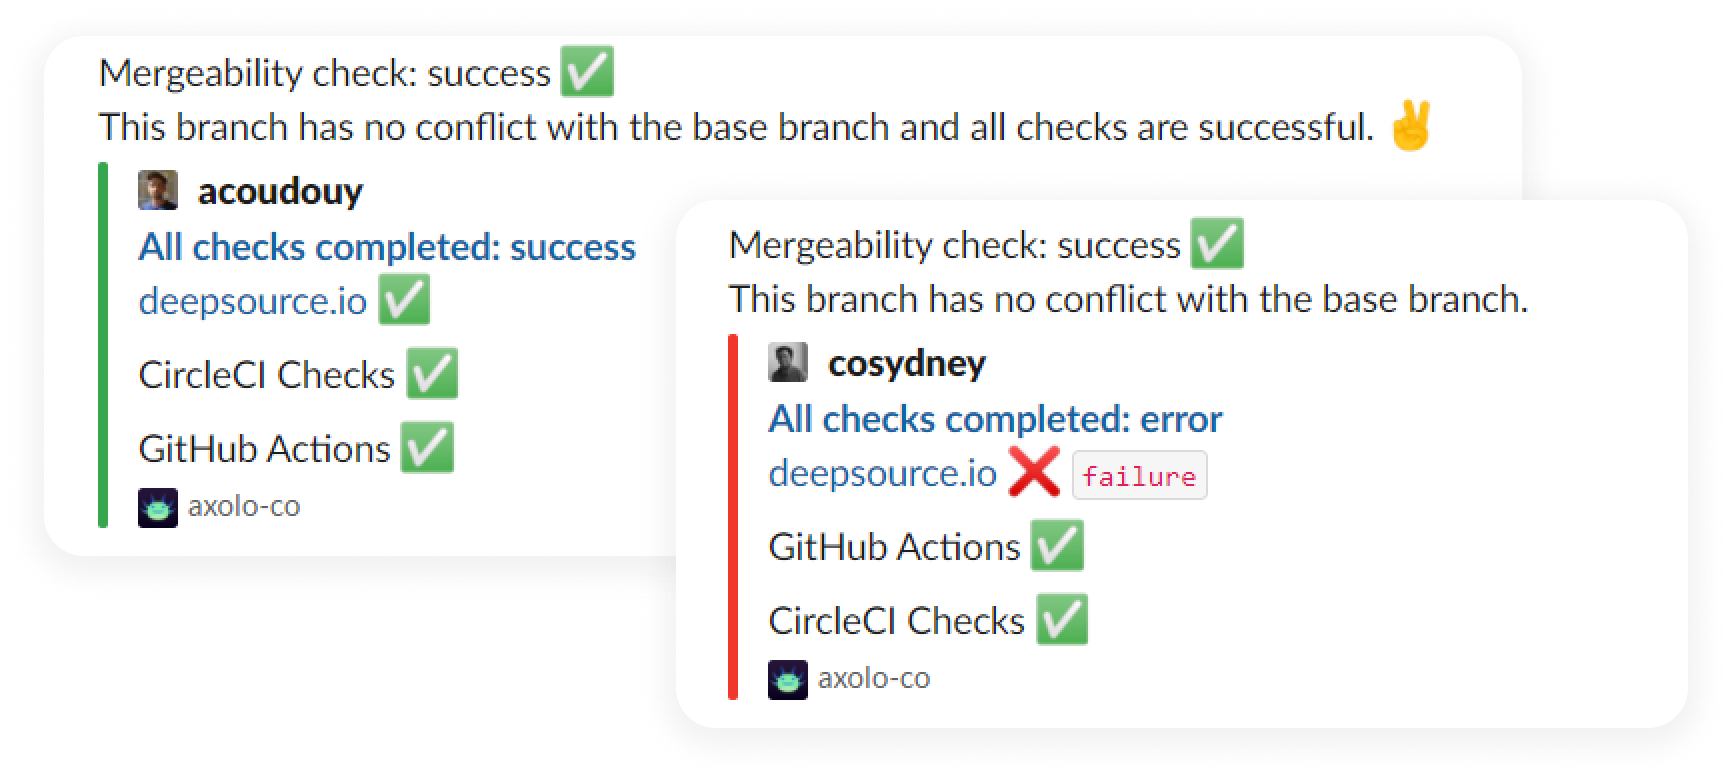 Mergeability check: success ✅
This branch has no conflict with the base branch and all checks are successful. ✌️
acoudouy
All checks completed: success
deepsource.io ✅
CircleCI Checks ✅
GitHub Actions ✅
axolo-co
Mergeability check: success ✅
This branch has no conflict with the base branch.
cosydney
All checks completed: error
deepsource.io ❌ failure
GitHub Actions ✅
CircleCI Checks ✅
axolo-co